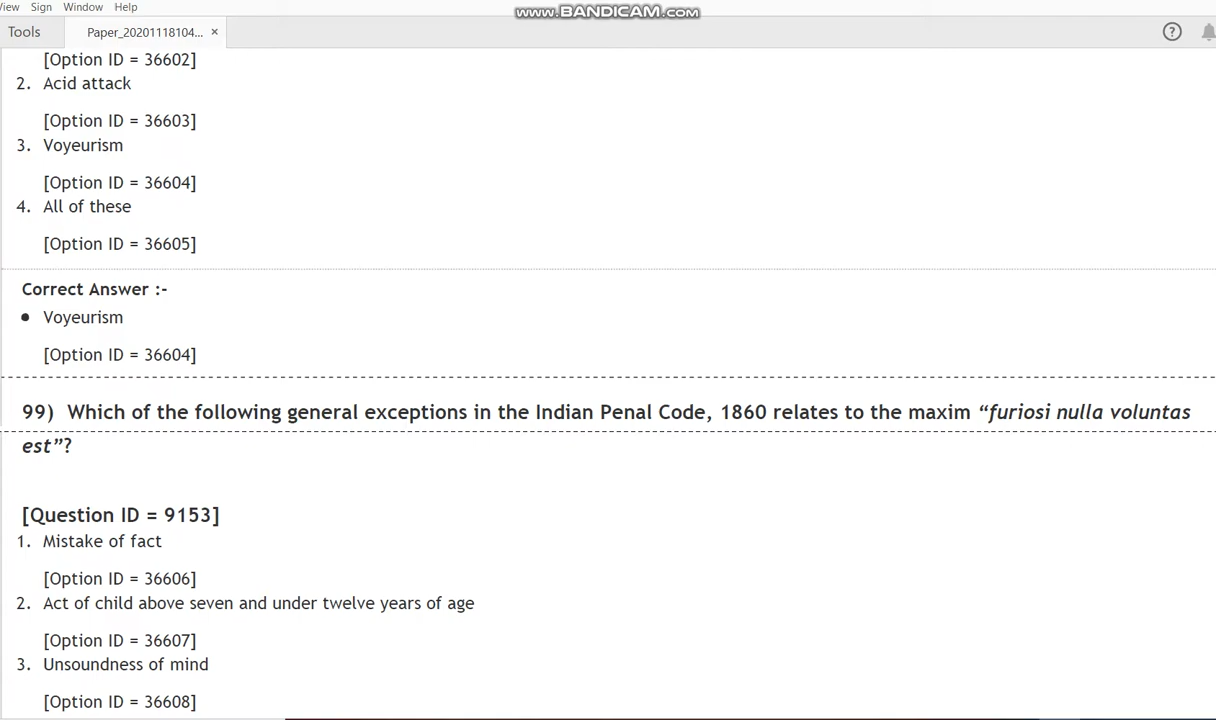 View Sign Window Help
www.BANDICAM.com
Tools Paper_20201118104... ×
[Option ID = 36602]
2. Acid attack
[Option ID = 36603]
3. Voyeurism
[Option ID = 36604]
4. All of these
[Option ID = 36605]
Correct Answer :-
• Voyeurism
[Option ID = 36604]
99) Which of the following general exceptions in the Indian Penal Code, 1860 relates to the maxim “furiosi nulla voluntas
est”?
[Question ID = 9153]
1. Mistake of fact
[Option ID = 36606]
2. Act of child above seven and under twelve years of age
[Option ID = 36607]
3. Unsoundness of mind
[Option ID = 36608]